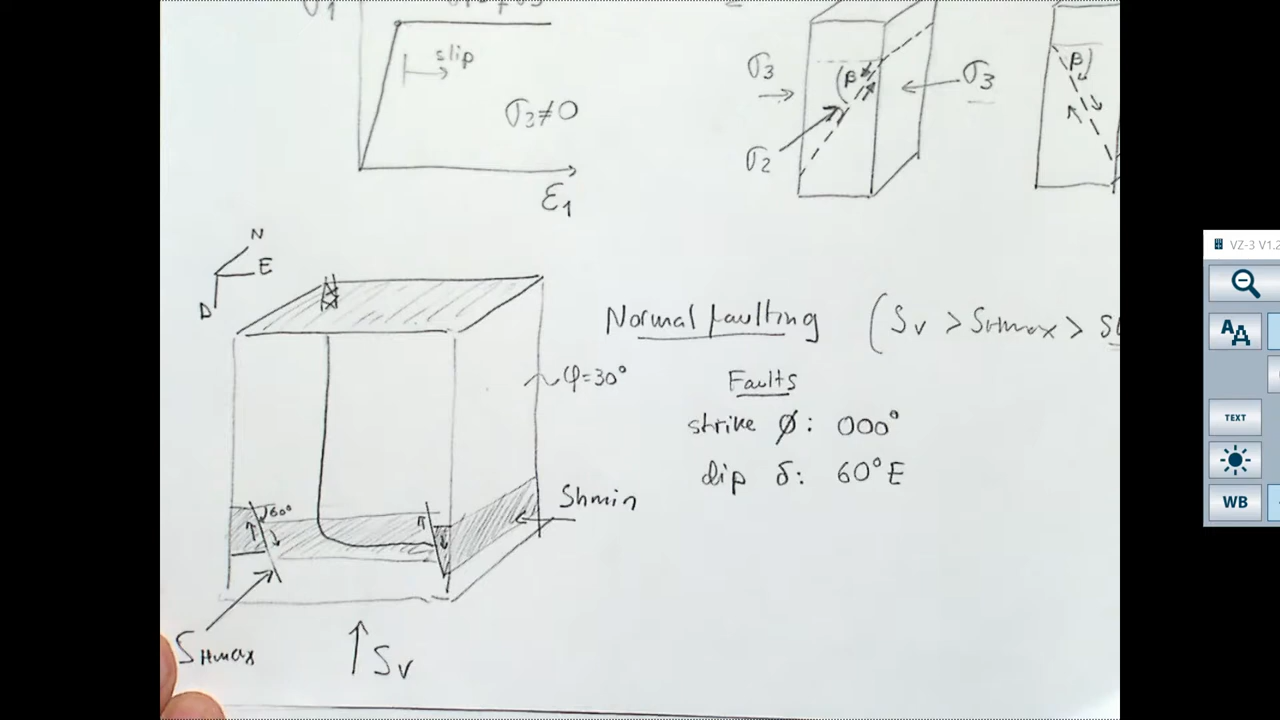 σ1
slip
σ3≠0
ε1
σ3
β
σ3
σ2
β
VZ-3 V1.2
N
E
D
Normal faulting (Sv > SHmax > S
φ=30°
Faults
strike ϕ: 000°
dip δ: 60°E
TEXT
WB
60°
Shmin
SHmax
Sv